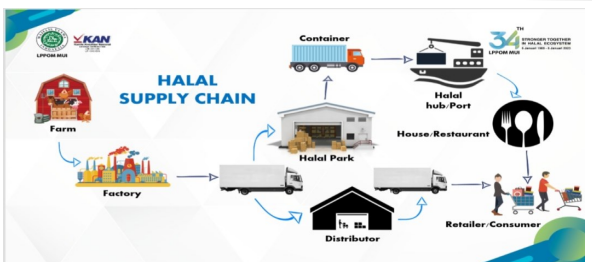 LPPOM MUI
KAN
Container
34TH
STRONGER TOGETHER
IN HALAL ECOSYSTEM
LPPOM MUI
HALAL
SUPPLY CHAIN
Halal
hub/Port
Farm
House/Restaurant
Halal Park
Factory
Distributor
Retailer/Consumer